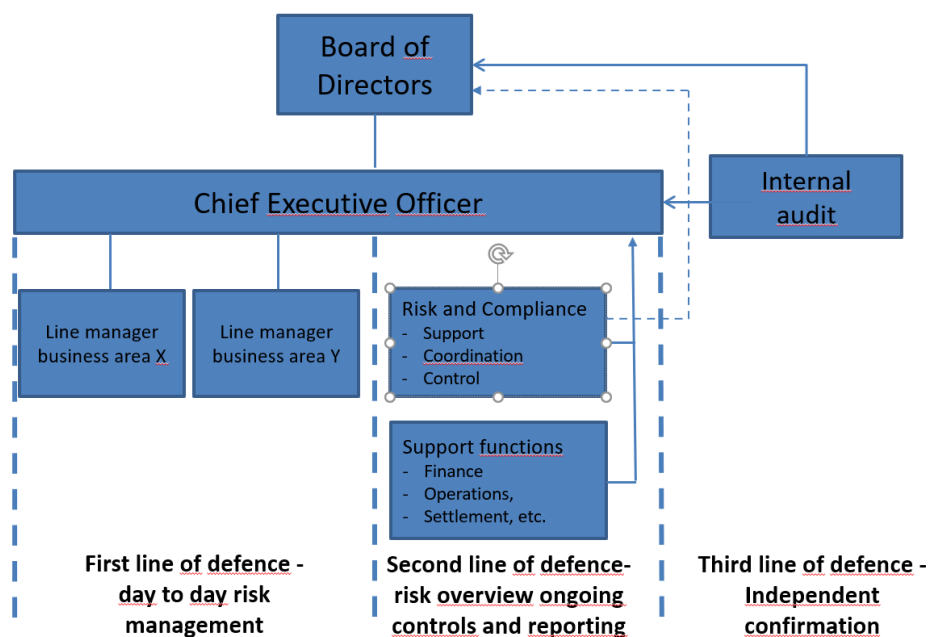 Board of
Directors
Chief Executive Officer
Internal
audit
Line manager
business area X
Line manager
business area Y
Risk and Compliance
- Support
- Coordination
- Control
Support functions
- Finance
- Operations,
- Settlement, etc.
First line of defence -
day to day risk
management
Second line of defence-
risk overview ongoing
controls and reporting
Third line of defence -
Independent
confirmation